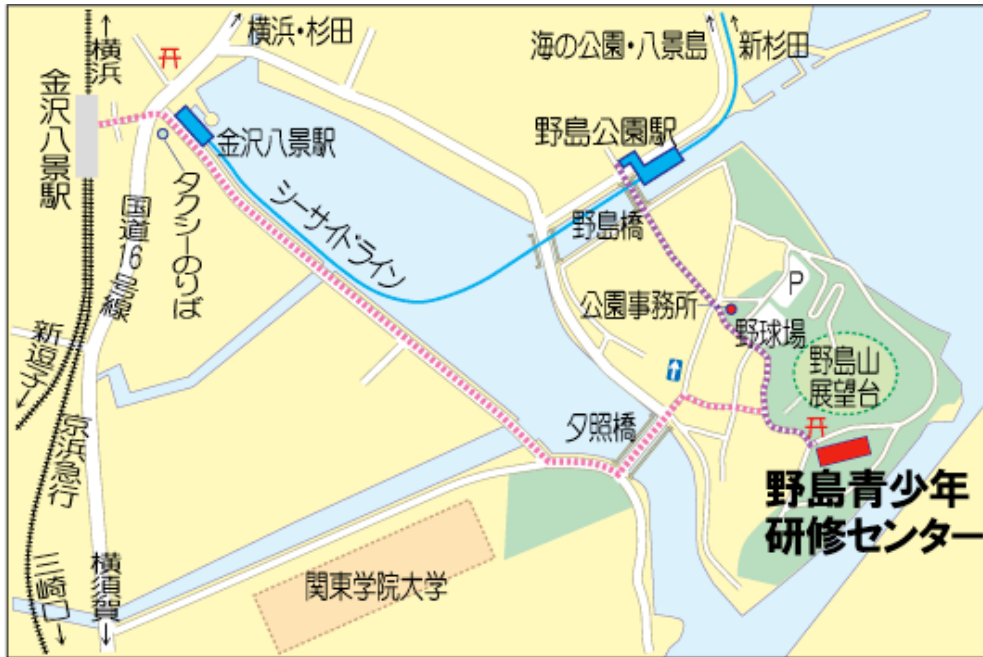 ←横浜
横浜・杉田
海の公園・八景島
新杉田
金沢八景駅
金沢八景駅
野島公園駅
タクシーのりば
シーサイドライン
国道16号線
野島橋
P
公園事務所
野球場
野島山
展望台
新逗子→
夕照橋
京浜急行
野島青少年
研修センター
関東学院大学
三崎口→
横須賀→